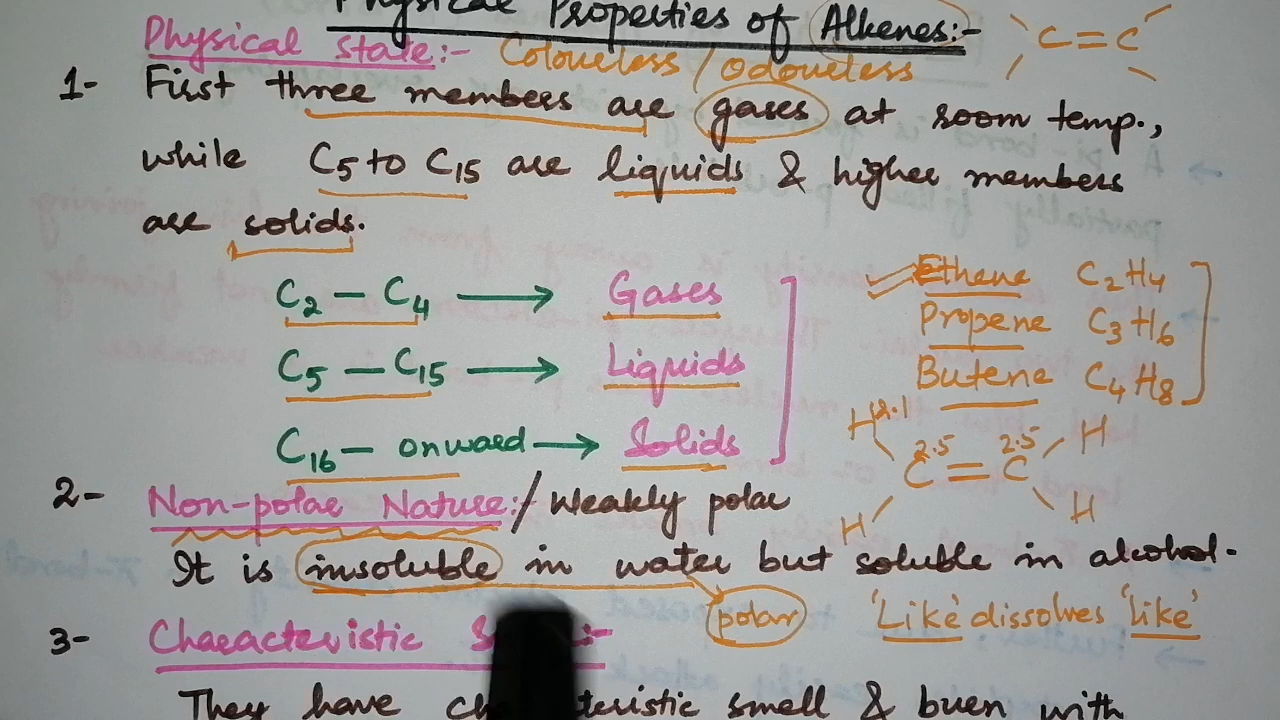 Physical Properties of Alkenes:-
C=C
Physical state:- Colourless / odourless
1- First three members are gases at room temp.,
while C5 to C15 are liquids & higher members
are solids.
C2 – C4 → Gases
C5 – C15 → Liquids
C16 – onward → Solids
Ethene C2H4
Propene C3H6
Butene C4H8
H 2.1 2.5 2.5 H
C=C
H H
2- Non-polar Nature:-/ Weakly polar
It is insoluble in water but soluble in alcohol.
polar 'Like' dissolves 'like'
3- Characteristic
They have smell & burn with